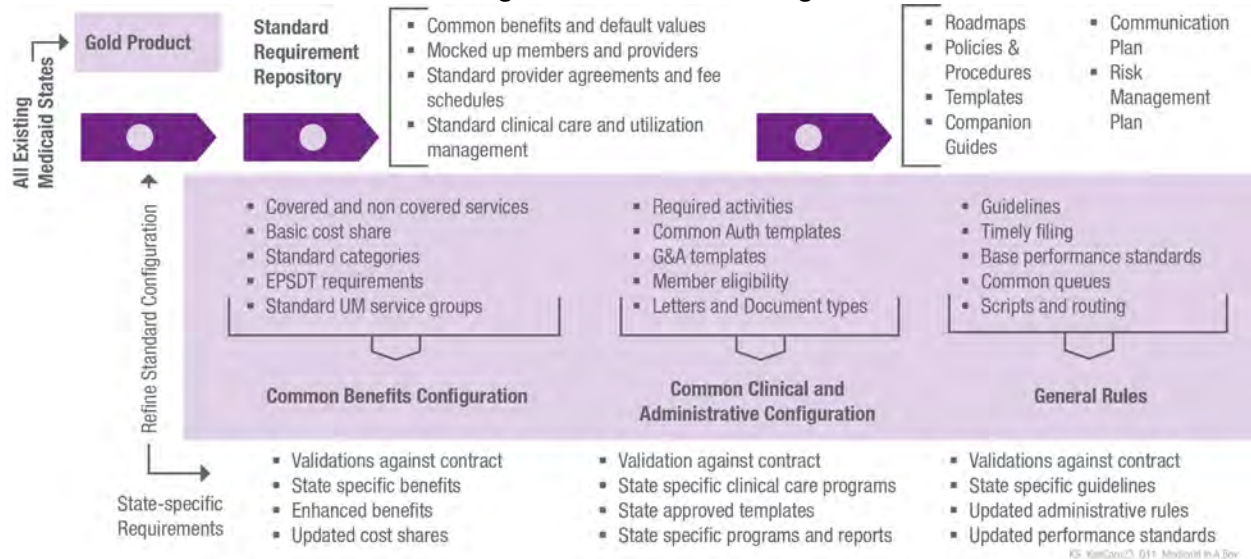 All Existing
Medicaid States
Gold Product
Standard
Requirement
Repository
▪ Common benefits and default values
▪ Mocked up members and providers
▪ Standard provider agreements and fee
schedules
▪ Standard clinical care and utilization
management
▪ Roadmaps
▪ Policies &
Procedures
▪ Templates
▪ Companion
Guides
▪ Communication
Plan
▪ Risk
Management
Plan
Refine Standard Configuration
▪ Covered and non covered services
▪ Basic cost share
▪ Standard categories
▪ EPSDT requirements
▪ Standard UM service groups
Common Benefits Configuration
▪ Required activities
▪ Common Auth templates
▪ G&A templates
▪ Member eligibility
▪ Letters and Document types
Common Clinical and
Administrative Configuration
▪ Guidelines
▪ Timely filing
▪ Base performance standards
▪ Common queues
▪ Scripts and routing
General Rules
State-specific
Requirements
▪ Validations against contract
▪ State specific benefits
▪ Enhanced benefits
▪ Updated cost shares
▪ Validation against contract
▪ State specific clinical care programs
▪ State approved templates
▪ State specific programs and reports
▪ Validations against contract
▪ State specific guidelines
▪ Updated administrative rules
▪ Updated performance standards
Medicaid In A Box